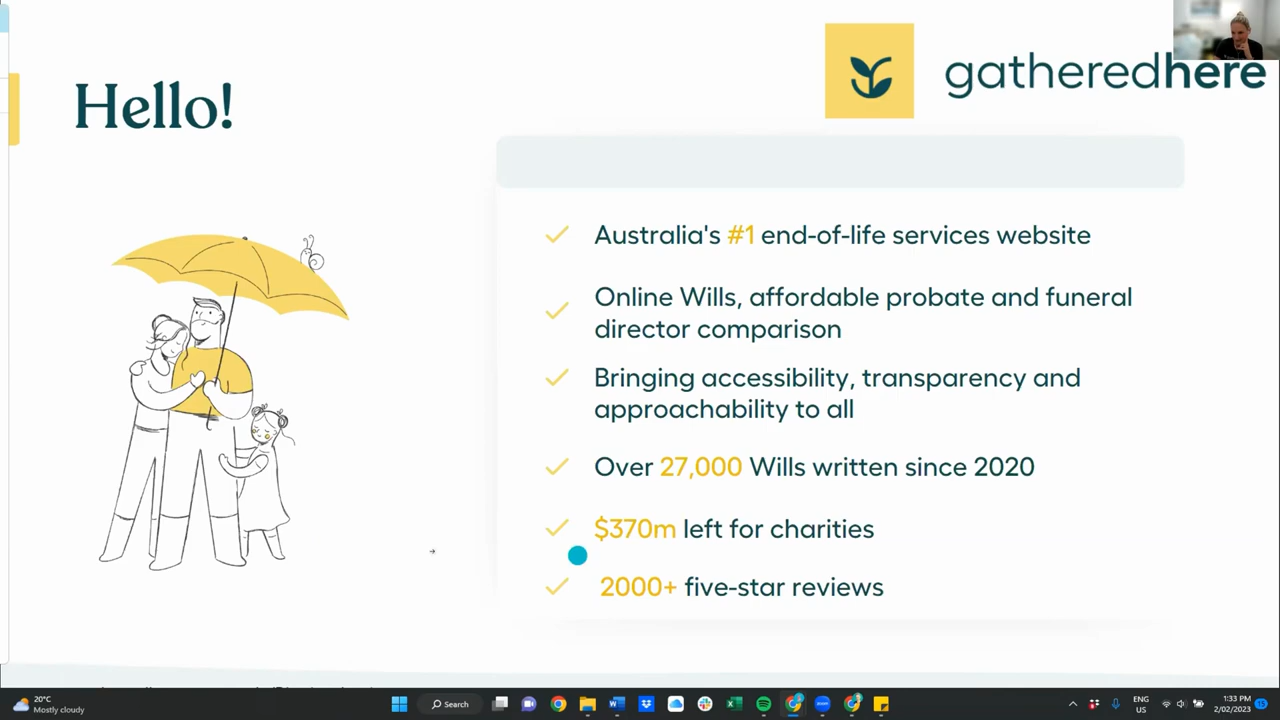 gatheredhere
Hello!
Australia's #1 end-of-life services website
Online Wills, affordable probate and funeral
director comparison
Bringing accessibility, transparency and
approachability to all
Over 27,000 Wills written since 2020
$370m left for charities
2000+ five-star reviews
20°C
Mostly cloudy
Search
ENG
US
1:33 PM
2/02/2023